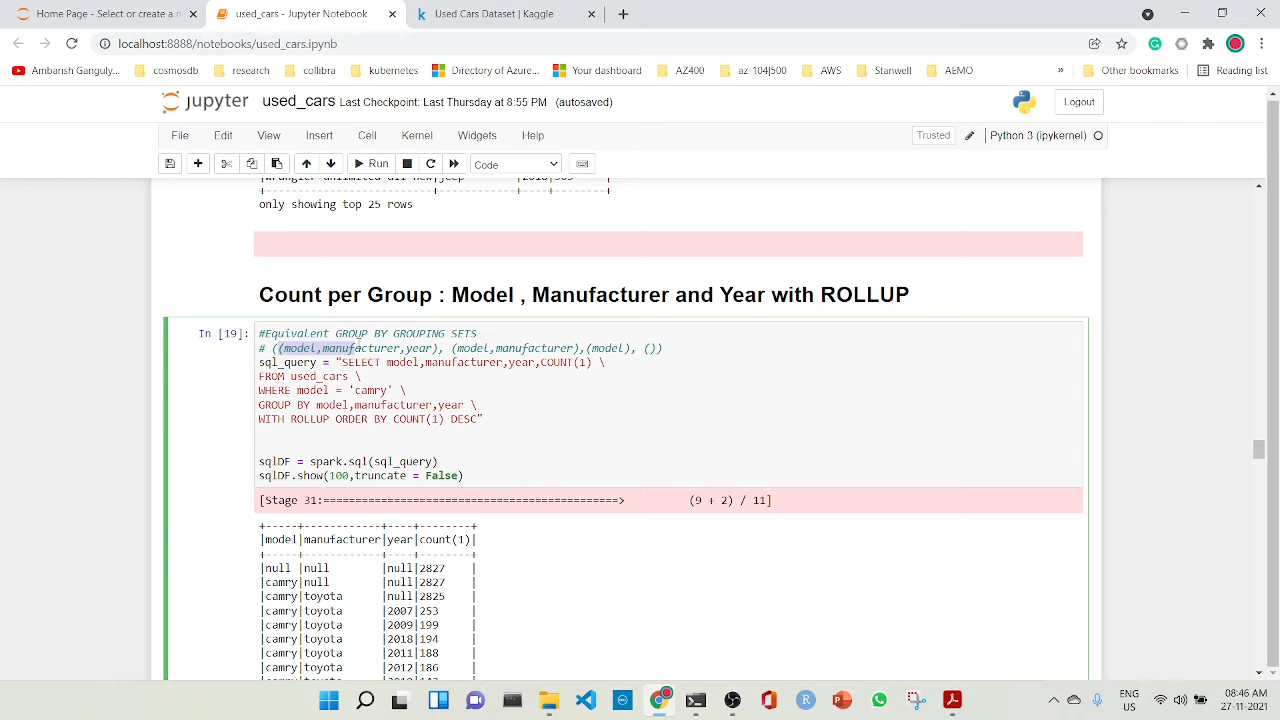 Home Page - Select or create a n
used_cars - Jupyter Notebook
Used Cars Dataset | Kaggle
localhost:8888/notebooks/used_cars.ipynb
Ambarish Ganguly... cosmosdb research collibra kubernetes Directory of Azure... Your dashboard AZ400 az-104|500 AWS Stanwell AEMO » Other bookmarks Reading list
jupyter used_cars Last Checkpoint: Last Thursday at 8:55 PM (autosaved) Logout
File Edit View Insert Cell Kernel Widgets Help Trusted Python 3 (ipykernel)
Run Code
|wrangler unlimited all new|jeep
|--------------------------+------------+----+--------|
only showing top 25 rows
Count per Group : Model , Manufacturer and Year with ROLLUP
In [19]: #Equivalent GROUP BY GROUPING SETS
# ((model,manufacturer,year), (model,manufacturer),(model), ())
sql_query = "SELECT model,manufacturer,year,COUNT(1) \
FROM used_cars \
WHERE model = 'camry' \
GROUP BY model,manufacturer,year \
WITH ROLLUP ORDER BY COUNT(1) DESC"
sqlDF = spark.sql(sql_query)
sqlDF.show(100,truncate = False)
[Stage 31:==============================================> (9 + 2) / 11]
+-----+------------+----+--------+
|model|manufacturer|year|count(1)|
+-----+------------+----+--------+
|null |null |null|2827 |
|camry|null |null|2827 |
|camry|toyota |null|2825 |
|camry|toyota |2007|253 |
|camry|toyota |2009|199 |
|camry|toyota |2018|194 |
|camry|toyota |2011|188 |
|camry|toyota |2012|186 |
ENG
US
08:46 AM
27-11-2021